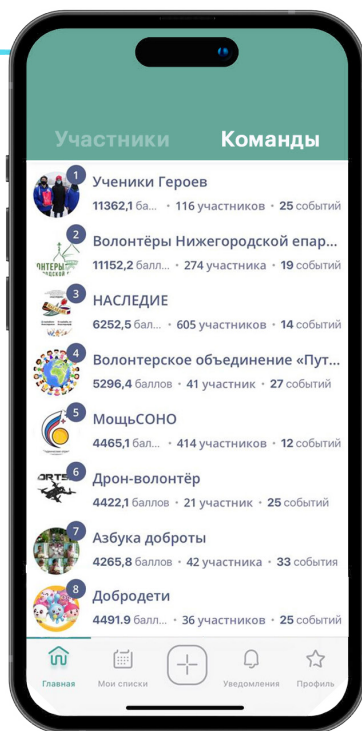 Участники Команды
1
Ученики Героев
11362,1 ба... • 116 участников • 25 событий
2
Волонтёры Нижегородской епар...
11152,2 балл... • 274 участника • 19 событий
3
НАСЛЕДИЕ
6252,5 бал... • 605 участников • 14 событий
4
Волонтерское объединение «Пут...
5296,4 баллов • 41 участник • 27 событий
5
МощьСОНО
4465,1 бал... • 414 участников • 12 событий
6
Дрон-волонтёр
4422,1 баллов • 21 участник • 25 событий
7
Азбука доброты
4265,8 баллов • 42 участника • 33 события
8
Добродети
4491.9 балл... • 36 участников • 25 событий
Главная Мои списки Уведомления Профиль